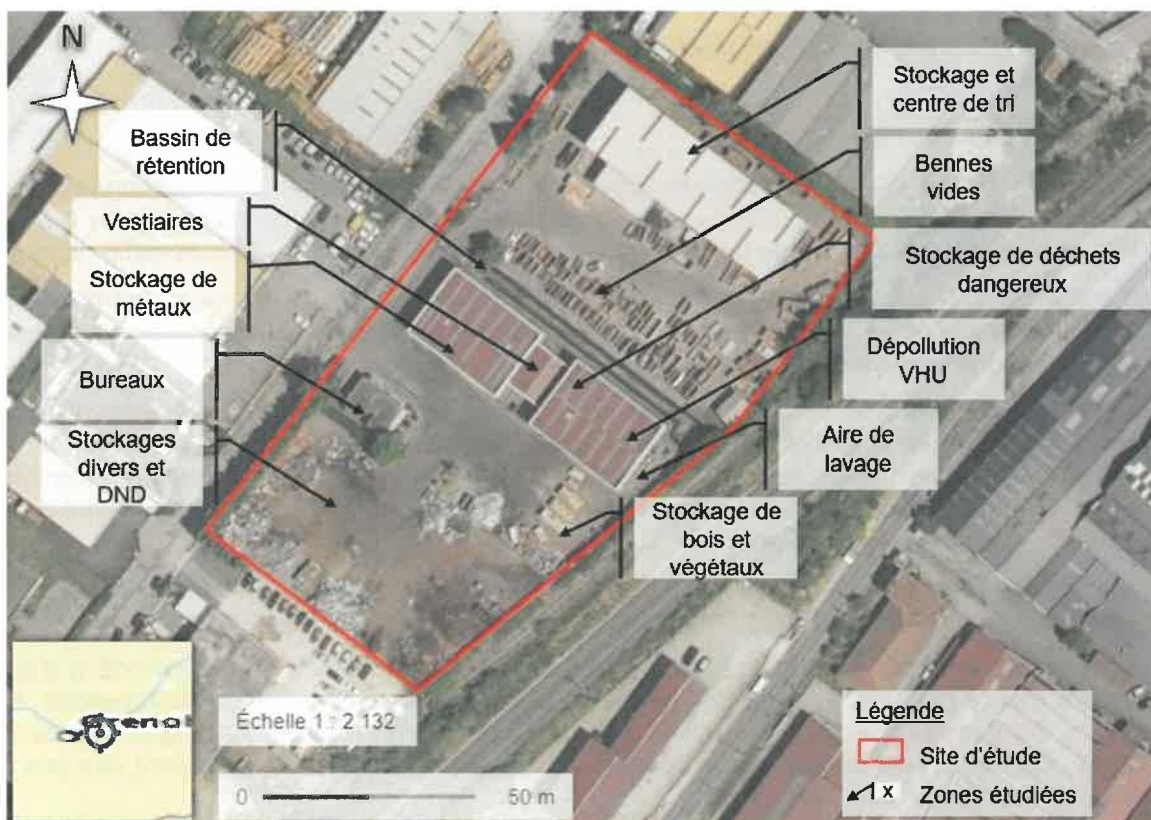 N
Bassin de
rétention
Vestiaires
Stockage de
métaux
Bureaux
Stockages
divers et
DND
Stockage et
centre de tri
Bennes
vides
Stockage de déchets
dangereux
Dépollution
VHU
Aire de
lavage
Stockage de
bois et
végétaux
Échelle 1 : 2 132
0 50 m
Légende
Site d'étude
x Zones étudiées